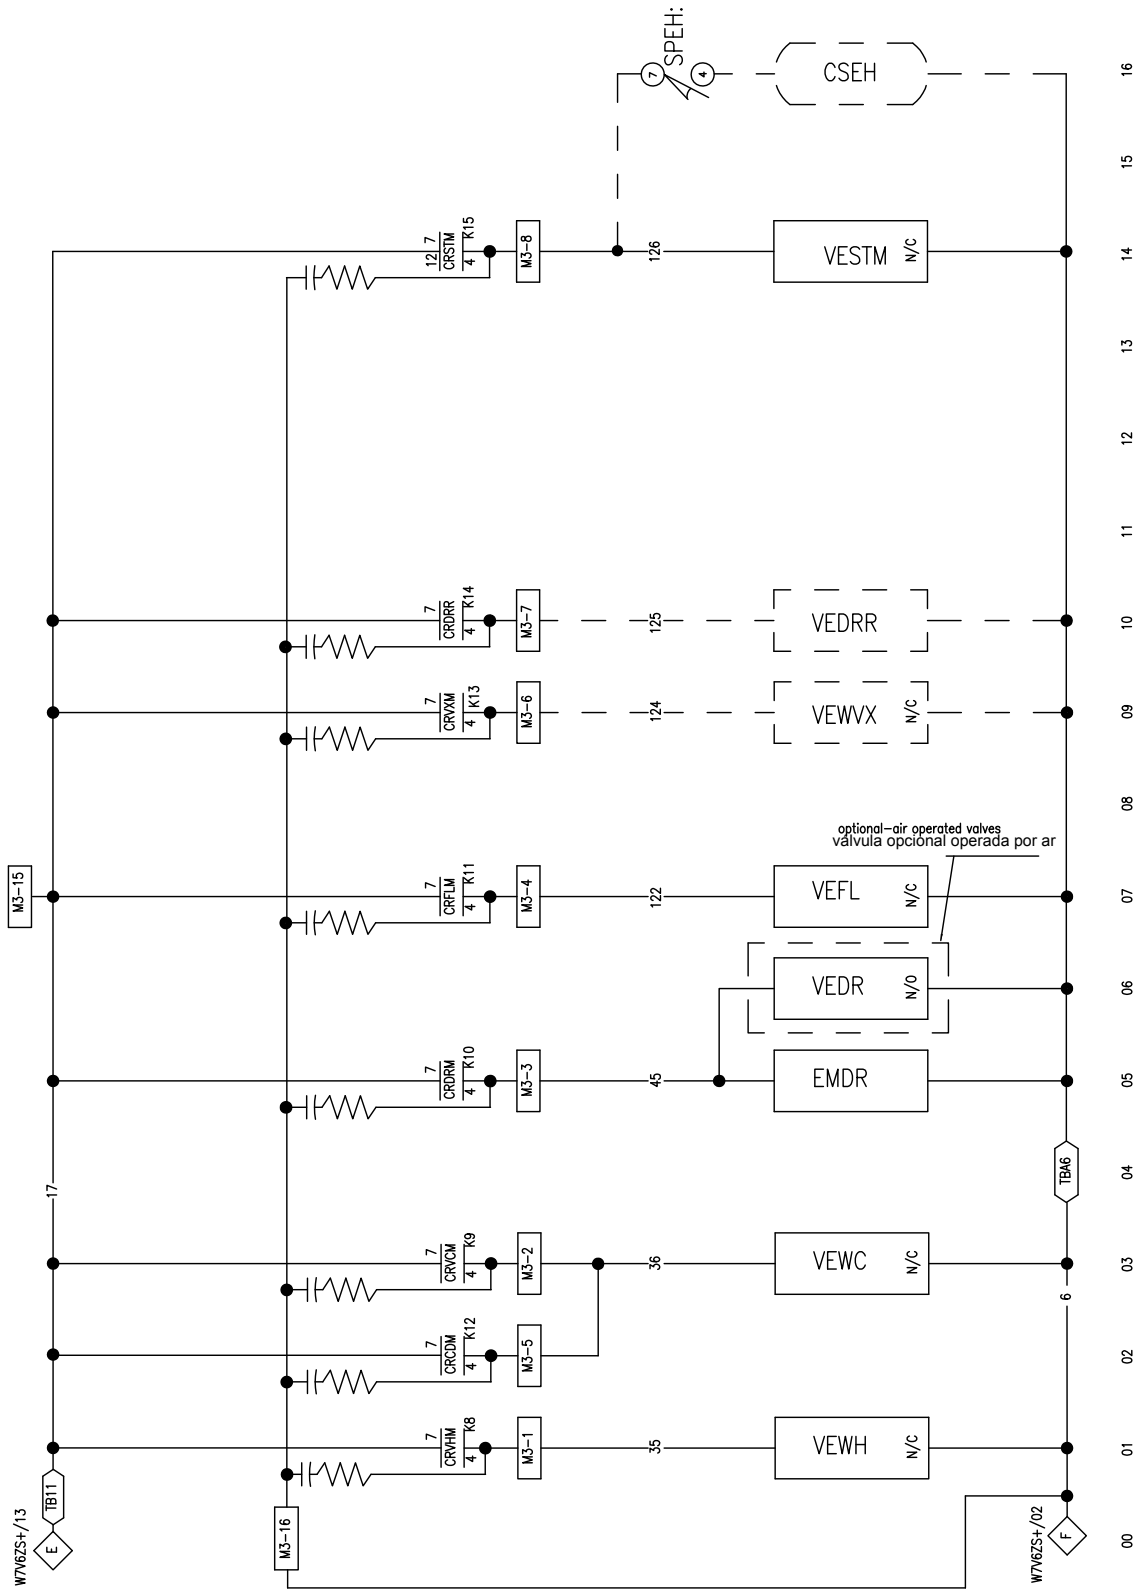 W7V6ZS+/13
E
TB11
17
M3-15
M3-16
7
CRVHM
4
K8
M3-1
35
VEWH
N/C
7
CRCDM
4
K12
M3-5
7
CRVCM
4
K9
M3-2
36
VEWC
N/C
7
CRDRM
4
K10
M3-3
45
EMDR
VEDR
N/O
optional-air operated valves
válvula opcional operada por ar
7
CRFLM
4
K11
M3-4
122
VEFL
N/C
7
CRVXM
4
K13
M3-6
124
VEWVX
N/C
7
CRDRR
4
K14
M3-7
125
VEDRR
12
7
CRSTM
4
K15
M3-8
126
VESTM
N/C
7
SPEH:
4
CSEH
W7V6ZS+/02
F
6
TBA6
00
01
02
03
04
05
06
07
08
09
10
11
12
13
14
15
16